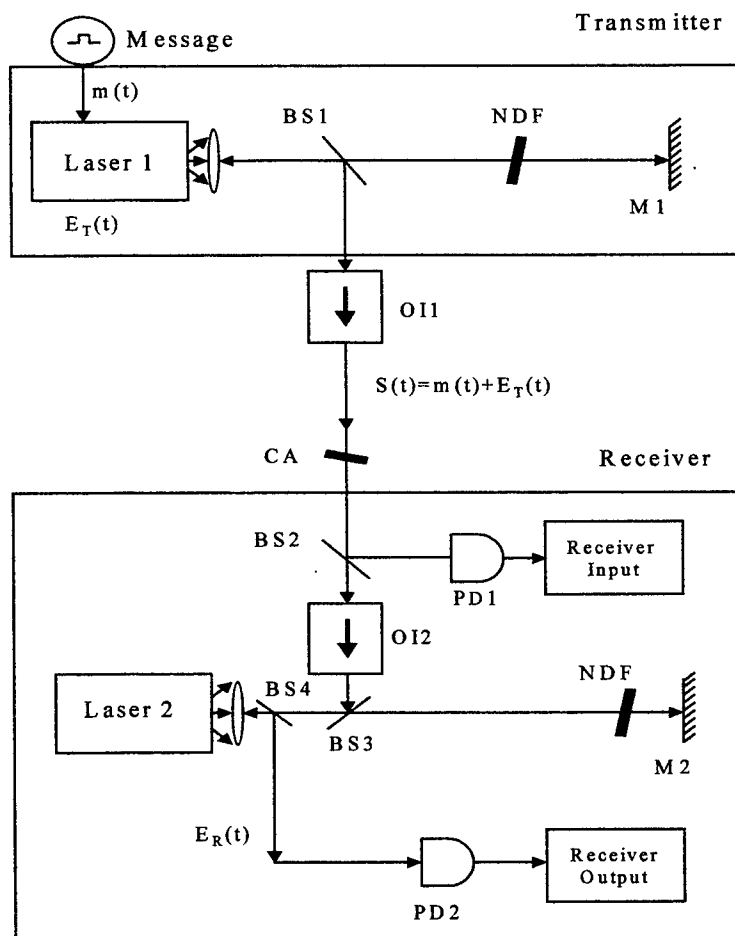 Message
Transmitter
m(t)
Laser 1
E_T(t)
BS1
NDF
M1
OI1
S(t)=m(t)+E_T(t)
CA
Receiver
BS2
PD1
Receiver
Input
OI2
Laser 2
BS4
BS3
NDF
M2
E_R(t)
PD2
Receiver
Output